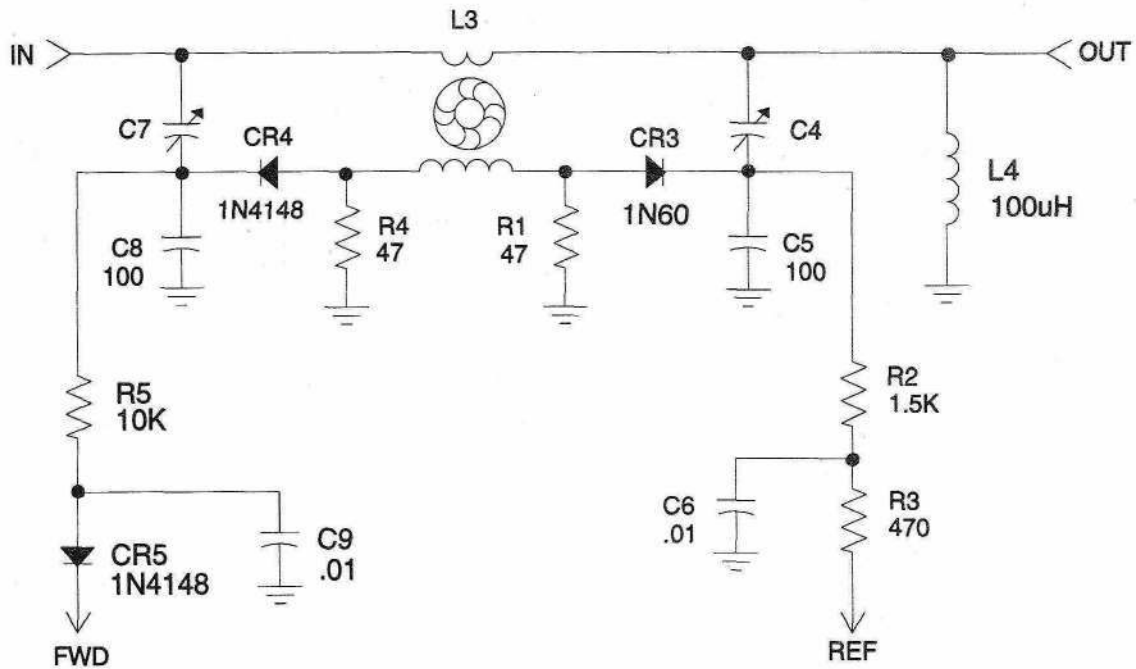 L3
IN
OUT
C7
CR4
1N4148
CR3
1N60
C4
L4
100uH
C8
100
R4
47
R1
47
C5
100
R5
10K
R2
1.5K
C9
.01
C6
.01
R3
470
CR5
1N4148
FWD
REF